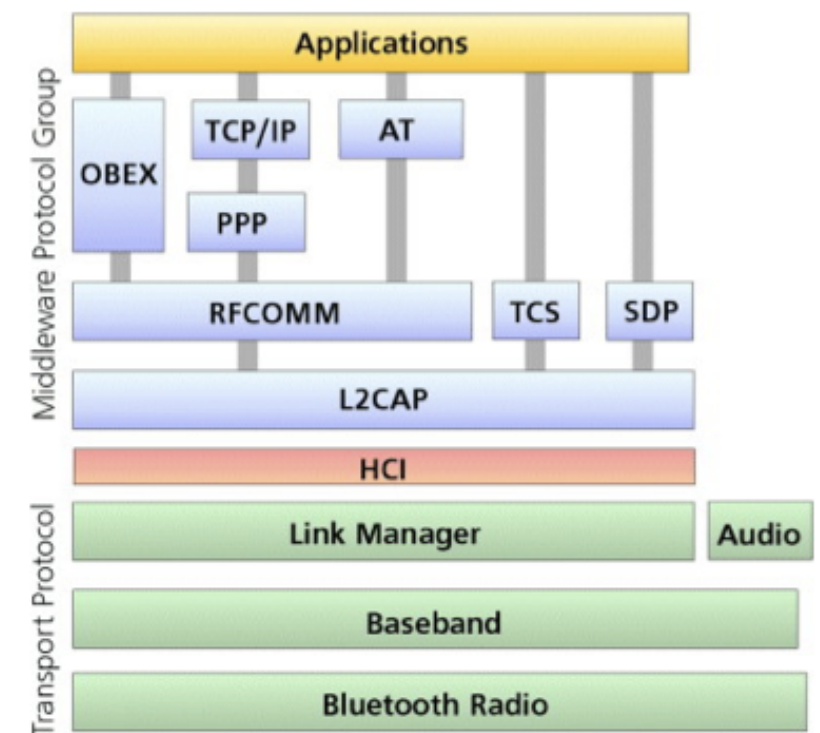 Applications
OBEX
TCP/IP
AT
PPP
RFCOMM
TCS
SDP
L2CAP
HCI
Link Manager
Audio
Baseband
Bluetooth Radio
Middleware Protocol Group
Transport Protocol